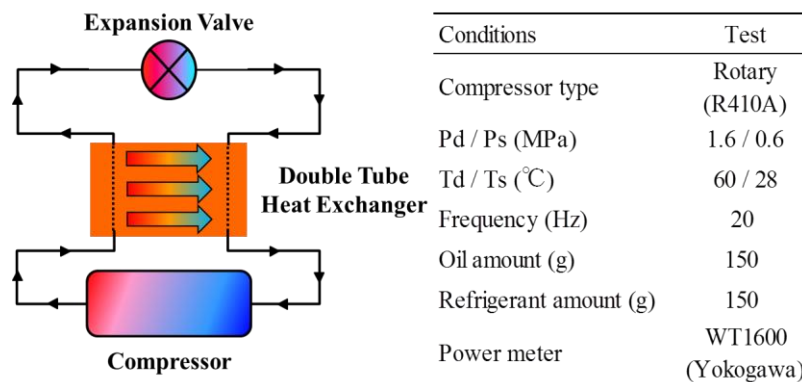 Expansion Valve
Double Tube
Heat Exchanger
Compressor
Conditions Test
Compressor type Rotary
(R410A)
Pd / Ps (MPa) 1.6 / 0.6
Td / Ts (℃) 60 / 28
Frequency (Hz) 20
Oil amount (g) 150
Refrigerant amount (g) 150
Power meter WT1600
(Yokogawa)